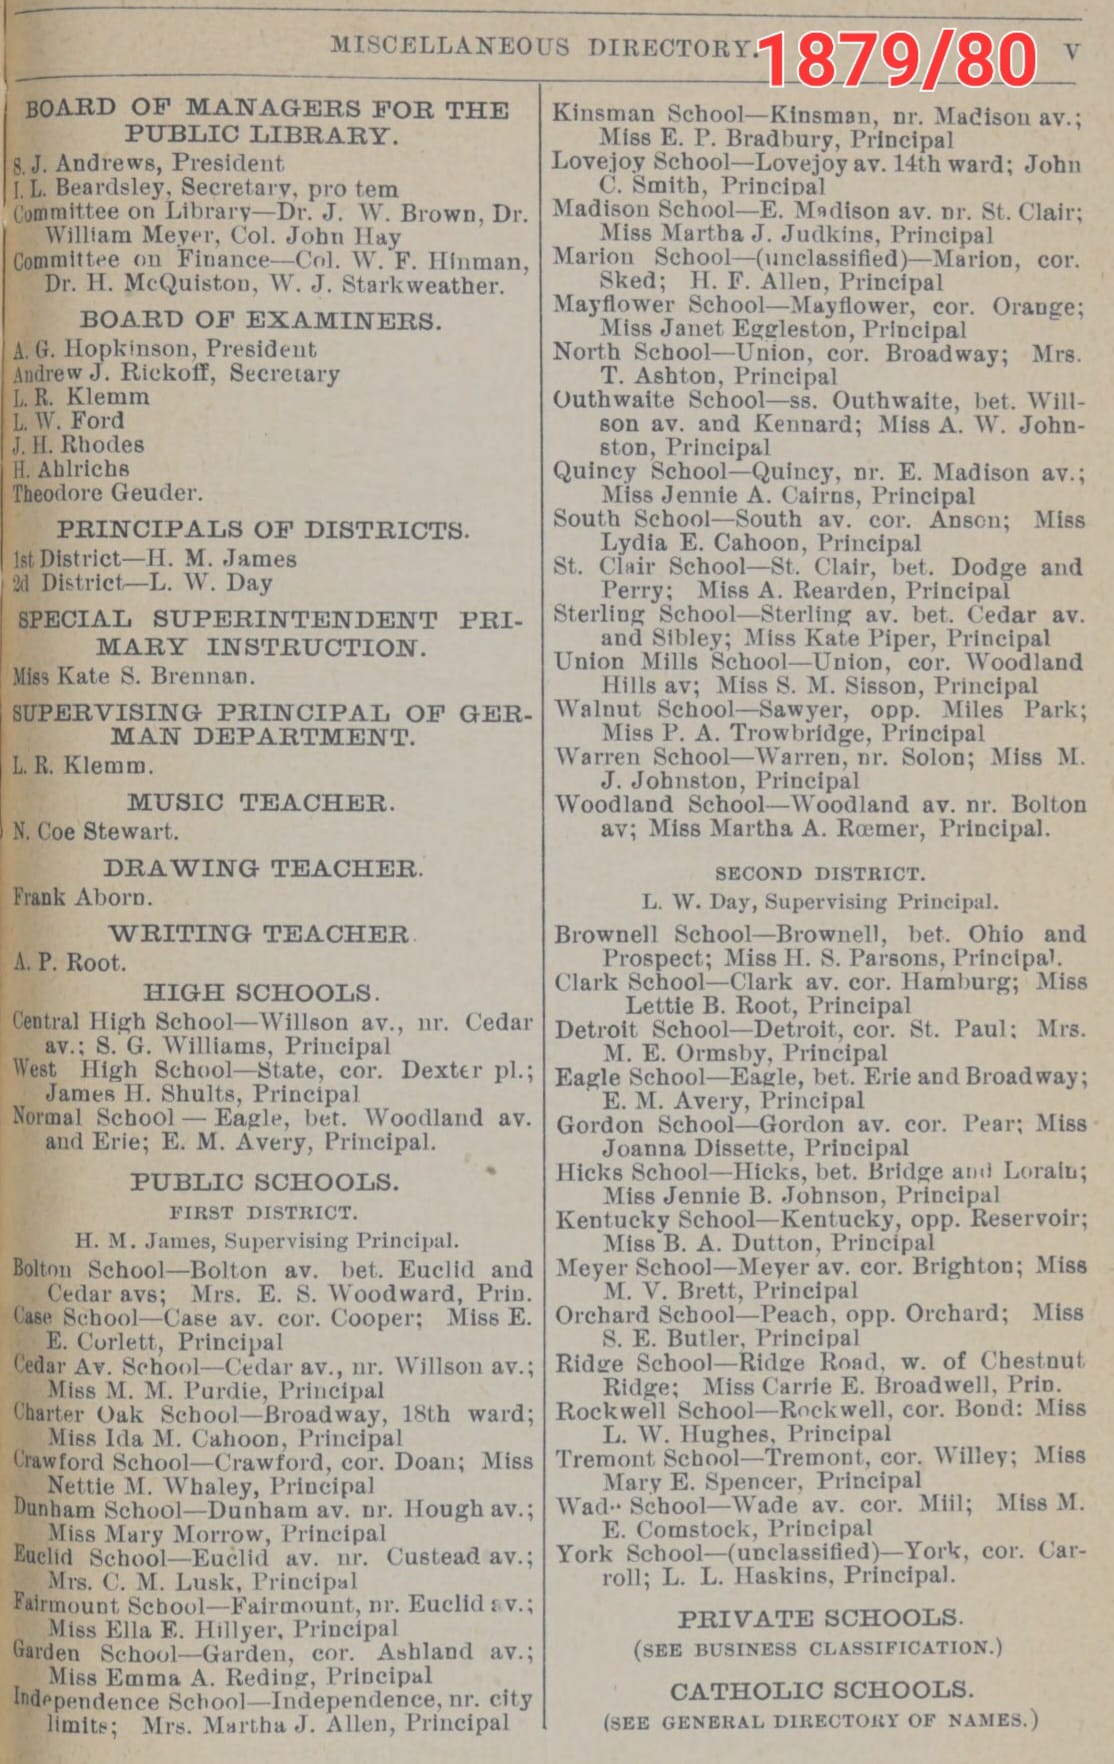 MISCELLANEOUS DIRECTORY.
1879/80
V
BOARD OF MANAGERS FOR THE
PUBLIC LIBRARY.
S. J. Andrews, President
I. L. Beardsley, Secretary, pro tem
Committee on Library—Dr. J. W. Brown, Dr.
William Meyer, Col. John Hay
Committee on Finance—Col. W. F. Hinman,
Dr. H. McQuiston, W. J. Starkweather.
BOARD OF EXAMINERS.
A. G. Hopkinson, President
Andrew J. Rickoff, Secretary
L. R. Klemm
L. W. Ford
J. H. Rhodes
H. Ahlrichs
Theodore Geuder.
PRINCIPALS OF DISTRICTS.
1st District—H. M. James
2d District—L. W. Day
SPECIAL SUPERINTENDENT PRI-
MARY INSTRUCTION.
Miss Kate S. Brennan.
SUPERVISING PRINCIPAL OF GER-
MAN DEPARTMENT.
L. R. Klemm.
MUSIC TEACHER.
N. Coe Stewart.
DRAWING TEACHER.
Frank Aborn.
WRITING TEACHER.
A. P. Root.
HIGH SCHOOLS.
Central High School—Willson av., nr. Cedar
av.; S. G. Williams, Principal
West High School—State, cor. Dexter pl.;
James H. Shults, Principal
Normal School — Eagle, bet. Woodland av.
and Erie; E. M. Avery, Principal.
PUBLIC SCHOOLS.
FIRST DISTRICT.
H. M. James, Supervising Principal.
Bolton School—Bolton av. bet. Euclid and
Cedar avs; Mrs. E. S. Woodward, Prin.
Case School—Case av. cor. Cooper; Miss E.
E. Corlett, Principal
Cedar Av. School—Cedar av., nr. Willson av.;
Miss M. M. Purdie, Principal
Charter Oak School—Broadway, 18th ward;
Miss Ida M. Cahoon, Principal
Crawford School—Crawford, cor. Doan; Miss
Nettie M. Whaley, Principal
Dunham School—Dunham av. nr. Hough av.;
Miss Mary Morrow, Principal
Euclid School—Euclid av. nr. Custead av.;
Mrs. C. M. Lusk, Principal
Fairmount School—Fairmount, nr. Euclid av.;
Miss Ella E. Hillyer, Principal
Garden School—Garden, cor. Ashland av.;
Miss Emma A. Reding, Principal
Independence School—Independence, nr. city
limits; Mrs. Martha J. Allen, Principal
Kinsman School—Kinsman, nr. Madison av.;
Miss E. P. Bradbury, Principal
Lovejoy School—Lovejoy av. 14th ward; John
C. Smith, Principal
Madison School—E. Madison av. nr. St. Clair;
Miss Martha J. Judkins, Principal
Marion School—(unclassified)—Marion, cor.
Sked; H. F. Allen, Principal
Mayflower School—Mayflower, cor. Orange;
Miss Janet Eggleston, Principal
North School—Union, cor. Broadway; Mrs.
T. Ashton, Principal
Outhwaite School—ss. Outhwaite, bet. Will-
son av. and Kennard; Miss A. W. John-
ston, Principal
Quincy School—Quincy, nr. E. Madison av.;
Miss Jennie A. Cairns, Principal
South School—South av. cor. Anson; Miss
Lydia E. Cahoon, Principal
St. Clair School—St. Clair, bet. Dodge and
Perry; Miss A. Rearden, Principal
Sterling School—Sterling av. bet. Cedar av.
and Sibley; Miss Kate Piper, Principal
Union Mills School—Union, cor. Woodland
Hills av; Miss S. M. Sisson, Principal
Walnut School—Sawyer, opp. Miles Park;
Miss P. A. Trowbridge, Principal
Warren School—Warren, nr. Solon; Miss M.
J. Johnston, Principal
Woodland School—Woodland av. nr. Bolton
av; Miss Martha A. Rœmer, Principal.
SECOND DISTRICT.
L. W. Day, Supervising Principal.
Brownell School—Brownell, bet. Ohio and
Prospect; Miss H. S. Parsons, Principal.
Clark School—Clark av. cor. Hamburg; Miss
Lettie B. Root, Principal
Detroit School—Detroit, cor. St. Paul; Mrs.
M. E. Ormsby, Principal
Eagle School—Eagle, bet. Erie and Broadway;
E. M. Avery, Principal
Gordon School—Gordon av. cor. Pear; Miss
Joanna Dissette, Principal
Hicks School—Hicks, bet. Bridge and Lorain;
Miss Jennie B. Johnson, Principal
Kentucky School—Kentucky, opp. Reservoir;
Miss B. A. Dutton, Principal
Meyer School—Meyer av. cor. Brighton; Miss
M. V. Brett, Principal
Orchard School—Peach, opp. Orchard; Miss
S. E. Butler, Principal
Ridge School—Ridge Road, w. of Chestnut
Ridge; Miss Carrie E. Broadwell, Prin.
Rockwell School—Rockwell, cor. Bond; Miss
L. W. Hughes, Principal
Tremont School—Tremont, cor. Willey; Miss
Mary E. Spencer, Principal
Wade School—Wade av. cor. Mill; Miss M.
E. Comstock, Principal
York School—(unclassified)—York, cor. Car-
roll; L. L. Haskins, Principal.
PRIVATE SCHOOLS.
(SEE BUSINESS CLASSIFICATION.)
CATHOLIC SCHOOLS.
(SEE GENERAL DIRECTORY OF NAMES.)